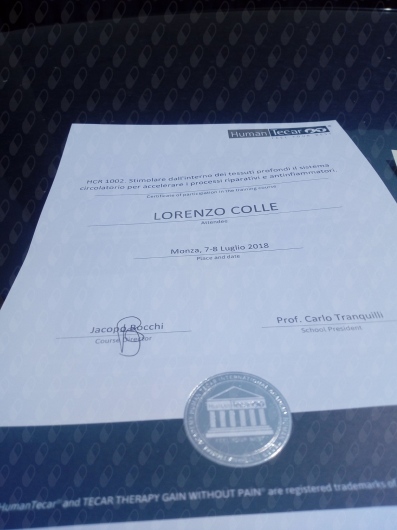 Human Tecar
HCR 1002. Stimolare dall'interno dei tessuti profondi il sistema
circolatorio per accelerare i processi riparativi e antinfiammatori.
Certificate of participation in the training course
LORENZO COLLE
Attendee
Monza, 7-8 Luglio 2018
Place and date
Jacopo Bocchi
Course Director
Prof. Carlo Tranquilli
School President
HumanTecar® and TECAR THERAPY GAIN WITHOUT PAIN® are registered trademarks of